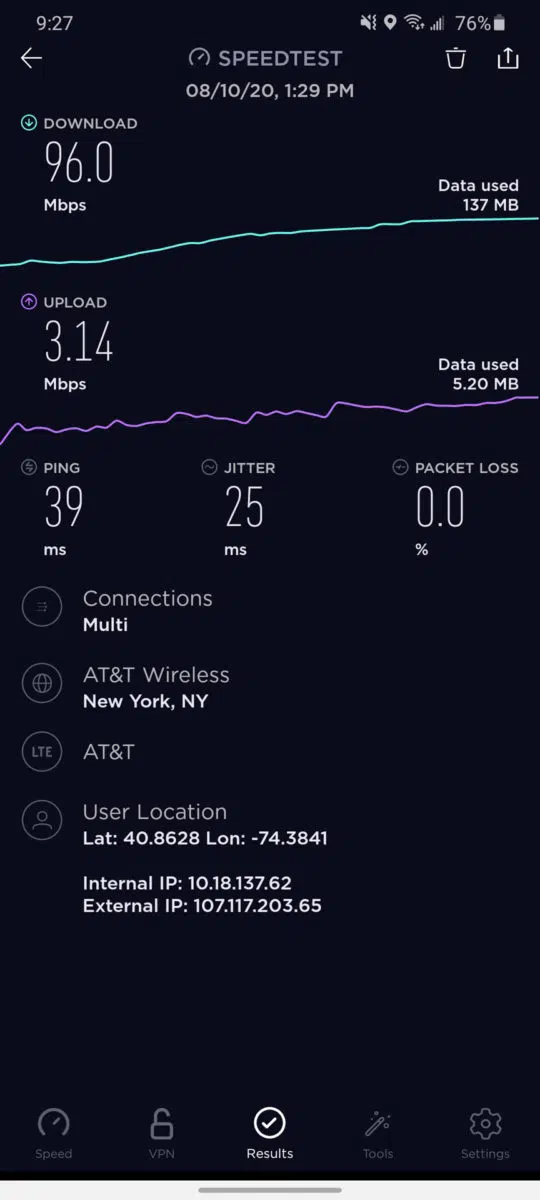 9:27 76%
SPEEDTEST
08/10/20, 1:29 PM
DOWNLOAD
96.0
Mbps
Data used
137 MB
UPLOAD
3.14
Mbps
Data used
5.20 MB
PING JITTER PACKET LOSS
39 25 0.0
ms ms %
Connections
Multi
AT&T Wireless
New York, NY
LTE AT&T
User Location
Lat: 40.8628 Lon: -74.3841
Internal IP: 10.18.137.62
External IP: 107.117.203.65
Speed VPN Results Tools Settings